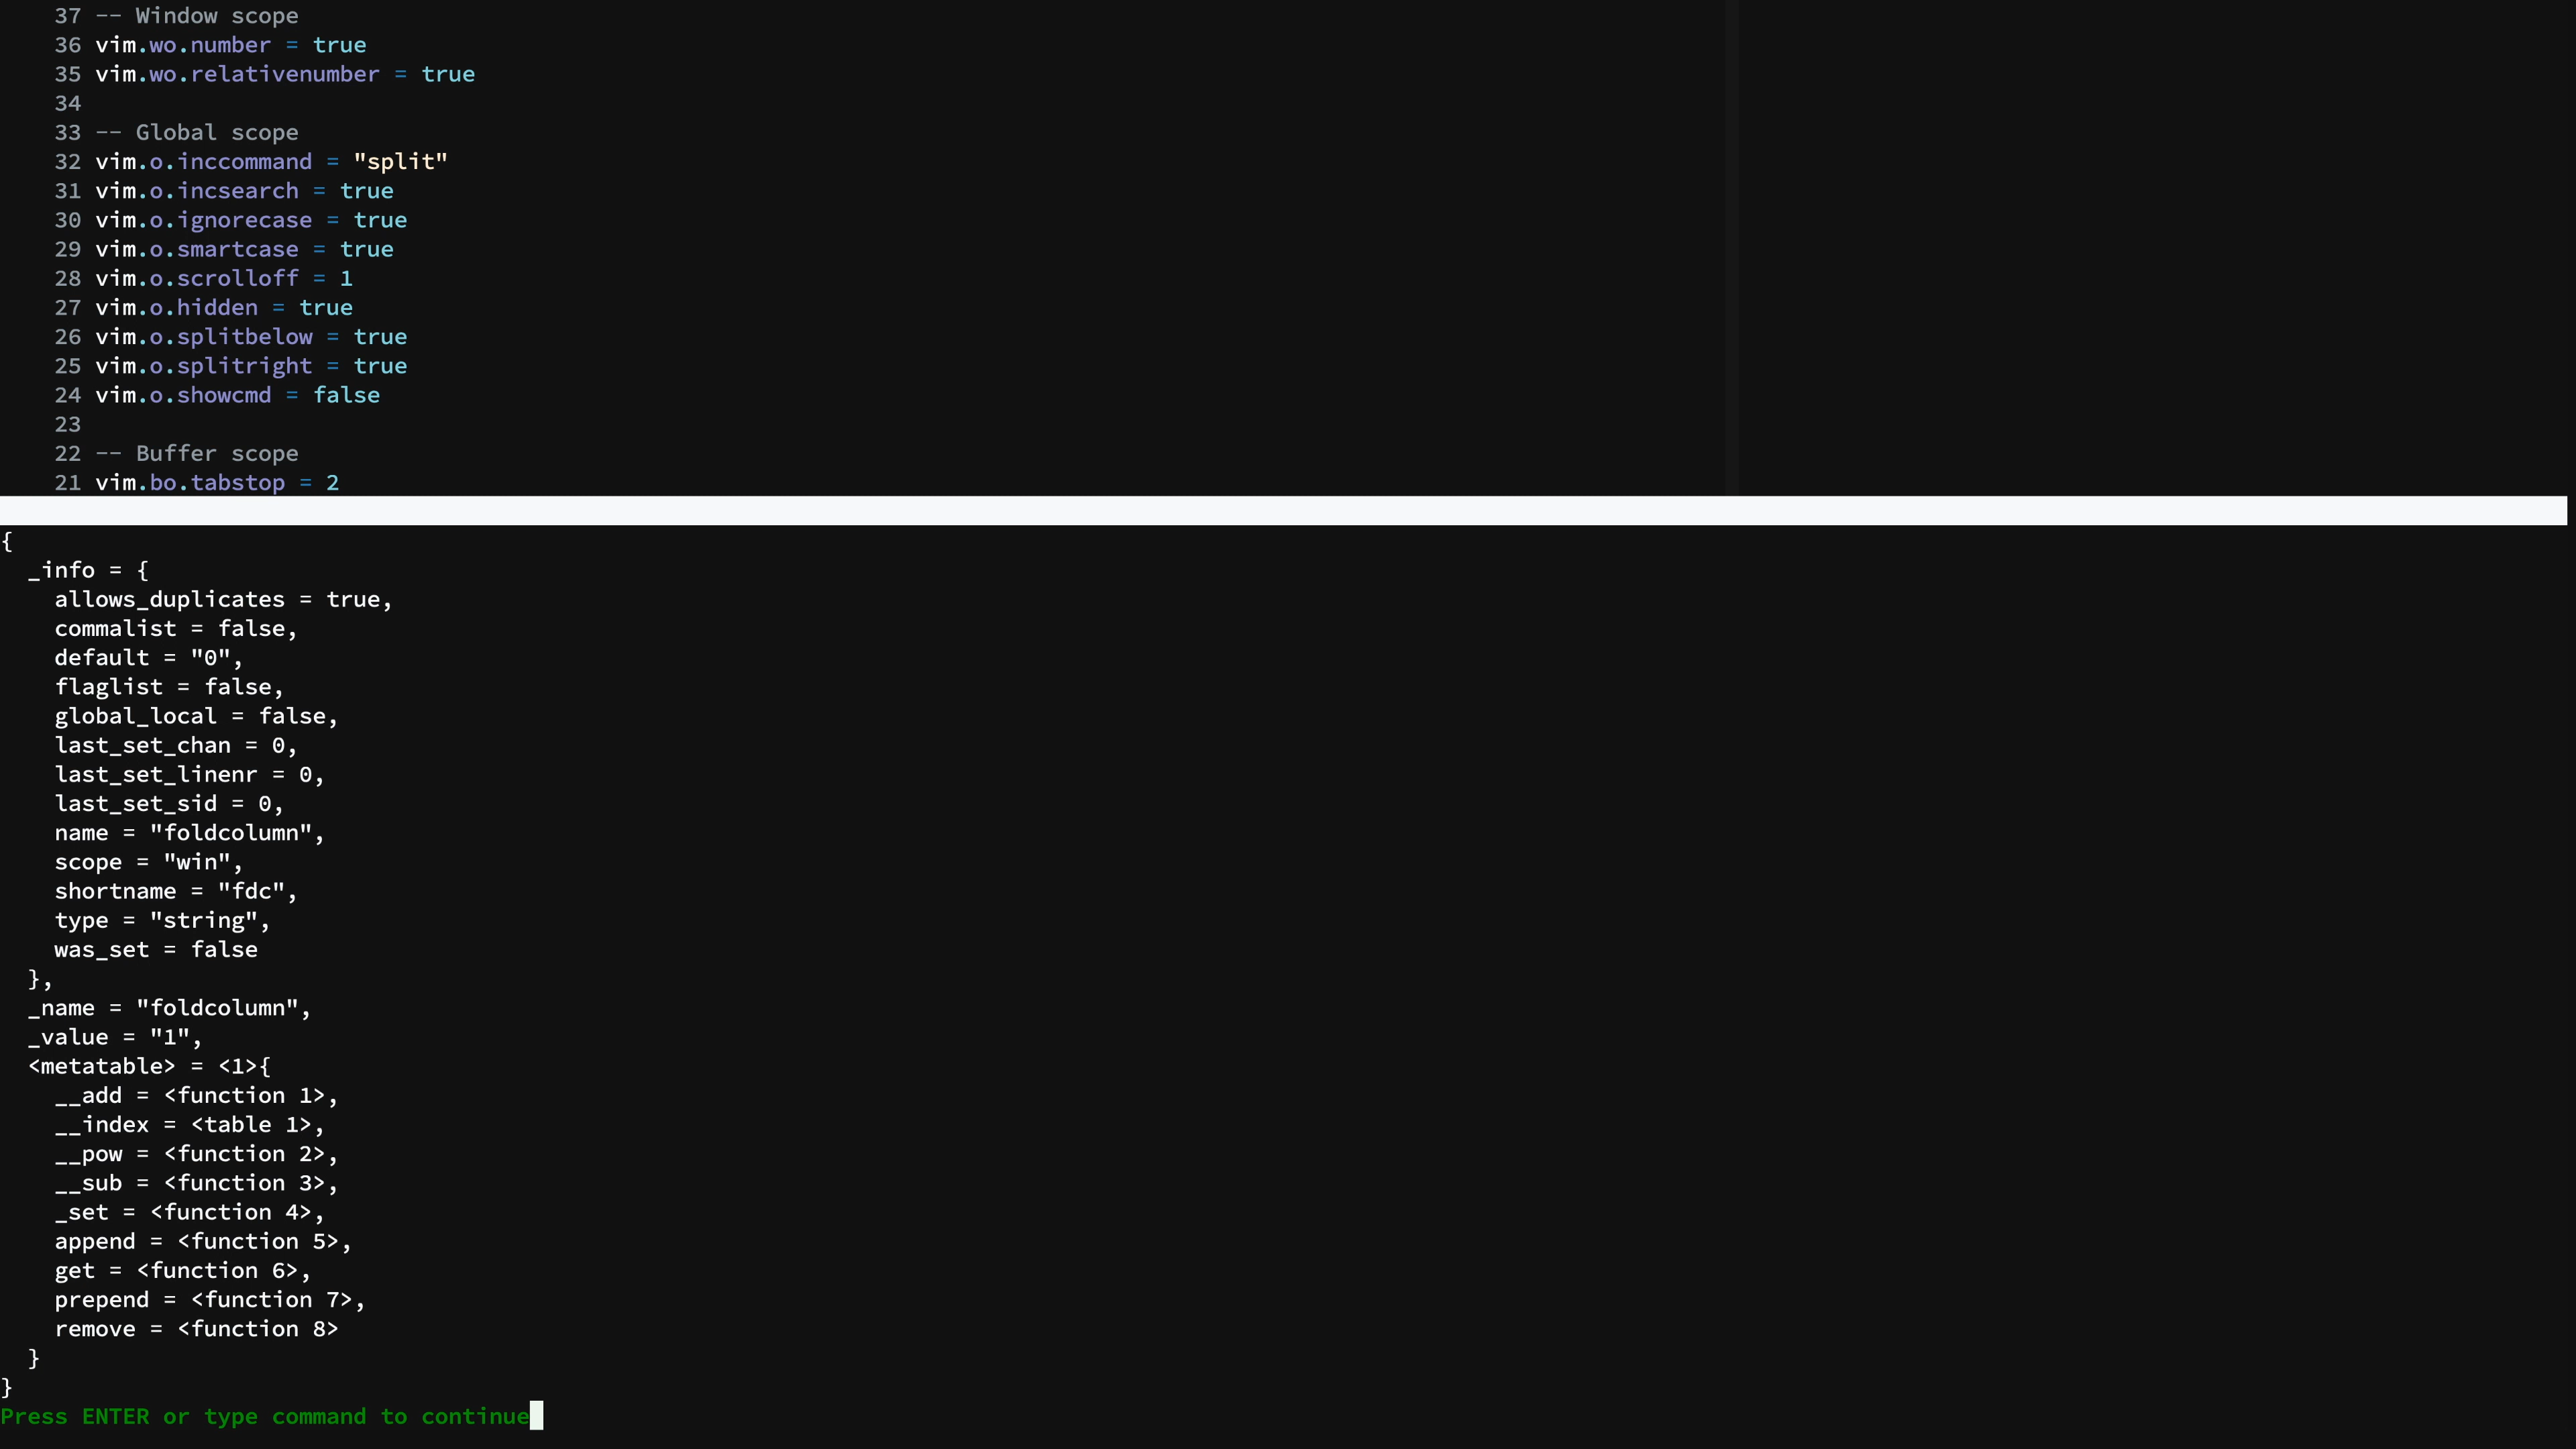 37 -- Window scope
36 vim.wo.number = true
35 vim.wo.relativenumber = true
34
33 -- Global scope
32 vim.o.inccommand = "split"
31 vim.o.incsearch = true
30 vim.o.ignorecase = true
29 vim.o.smartcase = true
28 vim.o.scrolloff = 1
27 vim.o.hidden = true
26 vim.o.splitbelow = true
25 vim.o.splitright = true
24 vim.o.showcmd = false
23
22 -- Buffer scope
21 vim.bo.tabstop = 2
{
  _info = {
    allows_duplicates = true,
    commalist = false,
    default = "0",
    flaglist = false,
    global_local = false,
    last_set_chan = 0,
    last_set_linenr = 0,
    last_set_sid = 0,
    name = "foldcolumn",
    scope = "win",
    shortname = "fdc",
    type = "string",
    was_set = false
  },
  _name = "foldcolumn",
  _value = "1",
  <metatable> = <1>{
    __add = <function 1>,
    __index = <table 1>,
    __pow = <function 2>,
    __sub = <function 3>,
    _set = <function 4>,
    append = <function 5>,
    get = <function 6>,
    prepend = <function 7>,
    remove = <function 8>
  }
}
Press ENTER or type command to continue